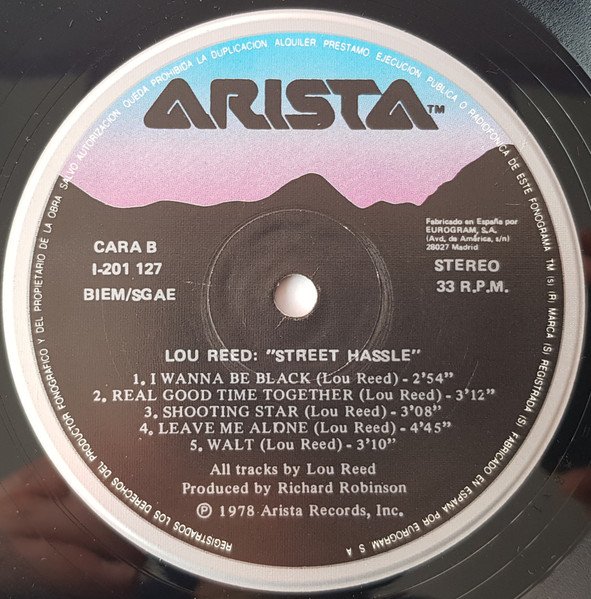 REGISTRADOS LOS DERECHOS DEL PRODUCTOR FONOGRAFICO Y DEL PROPIETARIO DE LA OBRA SALVO AUTORIZACION QUEDA PROHIBIDA LA DUPLICACION ALQUILER PRESTAMO, EJECUCION PUBLICA O RADIOFONICA DE ESTE FONOGRAMA TM (s) (R) MARCA (S) REGISTRADA (S) FABRICADO EN ESPAÑA POR EUROGRAM S A
ARISTA™
CARA B
I-201 127
BIEM/SGAE
Fabricado en España por
EUROGRAM, S.A.
(Avd. de América, s/n)
28027 Madrid
STEREO
33 R.P.M.
LOU REED: "STREET HASSLE"
1. I WANNA BE BLACK (Lou Reed) - 2'54"
2. REAL GOOD TIME TOGETHER (Lou Reed) - 3'12"
3. SHOOTING STAR (Lou Reed) - 3'08"
4. LEAVE ME ALONE (Lou Reed) - 4'45"
5. WALT (Lou Reed) - 3'10"
All tracks by Lou Reed
Produced by Richard Robinson
℗ 1978 Arista Records, Inc.